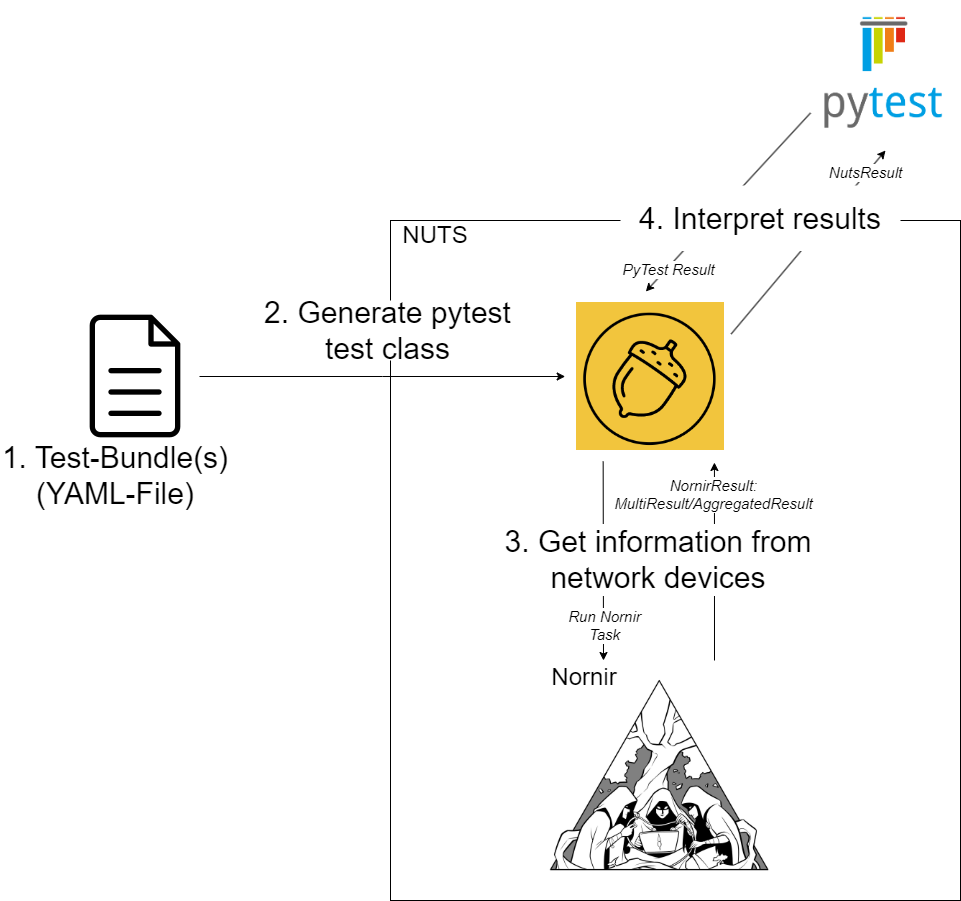 pytest
NutsResult
4. Interpret results
NUTS
PyTest Result
2. Generate pytest
test class
1. Test-Bundle(s)
(YAML-File)
NornirResult:
MultiResult/AggregatedResult
3. Get information from
network devices
Run Nornir
Task
Nornir